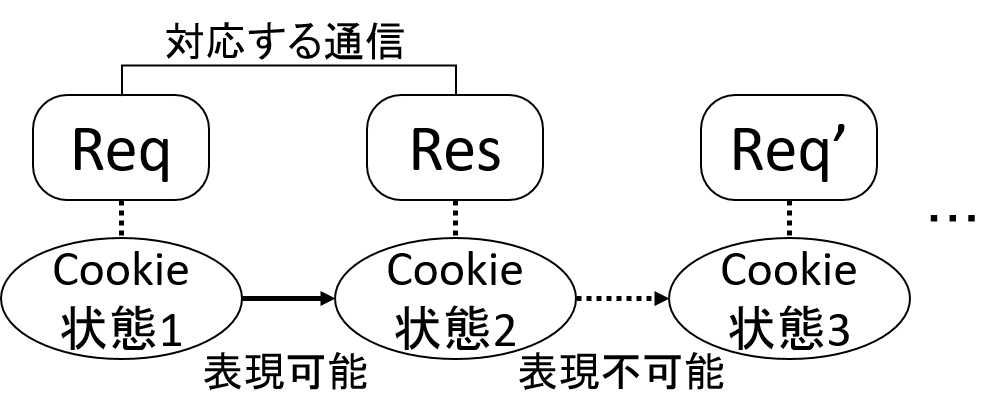 対応する通信
Req
Res
Req’
…
Cookie
状態1
Cookie
状態2
Cookie
状態3
表現可能
表現不可能